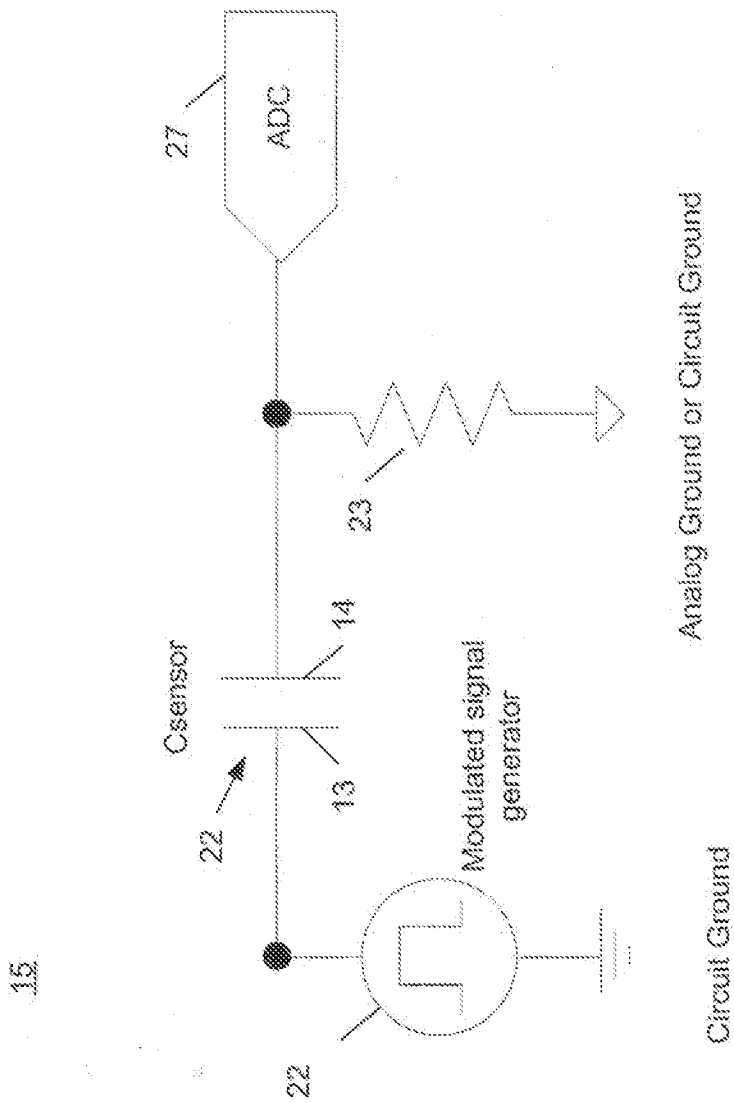 15
22
Csensor
27
ADC
13
14
23
22
Modulated signal
generator
Circuit Ground
Analog Ground or Circuit Ground